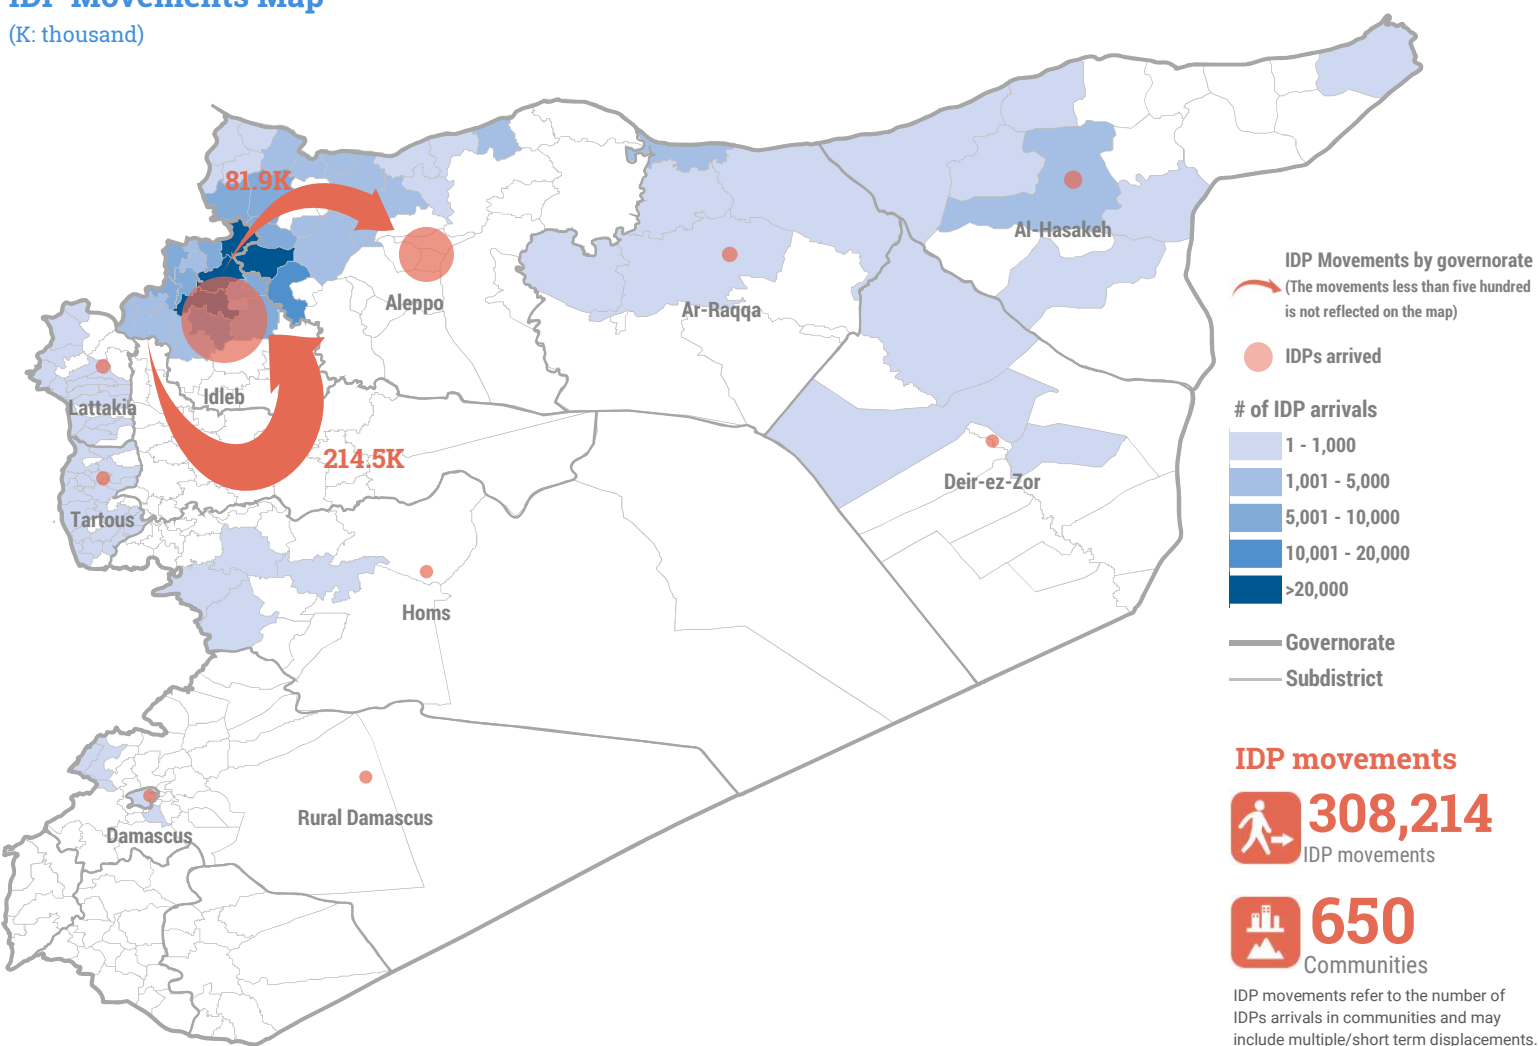 IDP Movements Map
(K: thousand)
81.9K
Al-Hasakeh
Aleppo
Ar-Raqqa
Idleb
Lattakia
214.5K
Deir-ez-Zor
Tartous
Homs
Rural Damascus
Damascus
IDP Movements by governorate
(The movements less than five hundred
is not reflected on the map)
IDPs arrived
# of IDP arrivals
1 - 1,000
1,001 - 5,000
5,001 - 10,000
10,001 - 20,000
>20,000
Governorate
Subdistrict
IDP movements
308,214
IDP movements
650
Communities
IDP movements refer to the number of
IDPs arrivals in communities and may
include multiple/short term displacements.